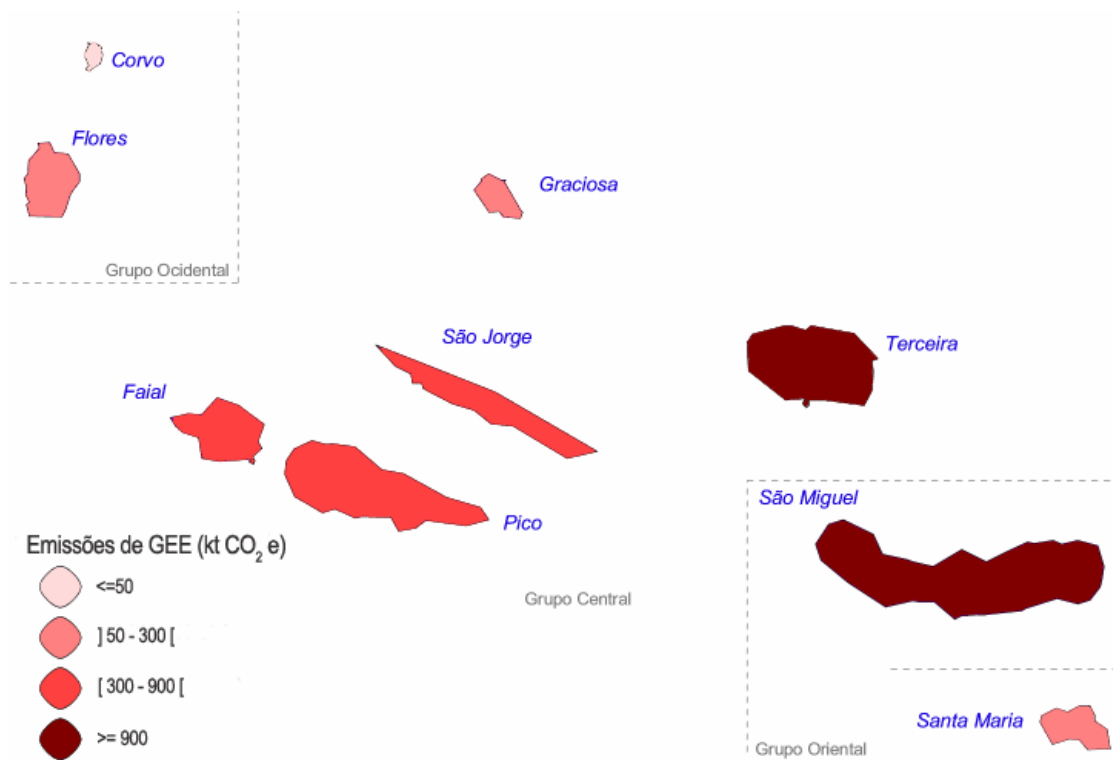 Corvo
Flores
Graciosa
Grupo Ocidental
São Jorge
Terceira
Faial
São Miguel
Pico
Emissões de GEE (kt CO₂ e)
<=50
] 50 - 300 [
[ 300 - 900 [
>= 900
Grupo Central
Santa Maria
Grupo Oriental